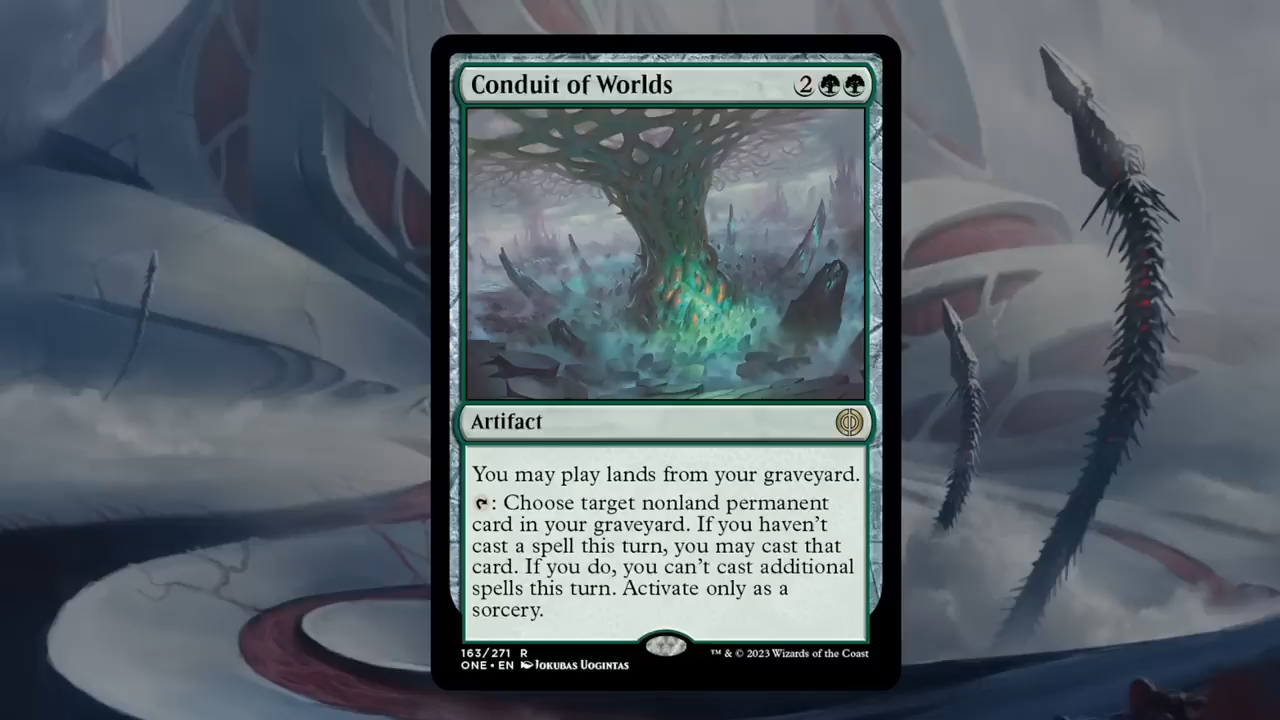 Conduit of Worlds 2
Artifact
You may play lands from your graveyard.
: Choose target nonland permanent
card in your graveyard. If you haven't
cast a spell this turn, you may cast that
card. If you do, you can't cast additional
spells this turn. Activate only as a
sorcery.
163/271 R
ONE • EN Jokubas Uogintas
™ & © 2023 Wizards of the Coast